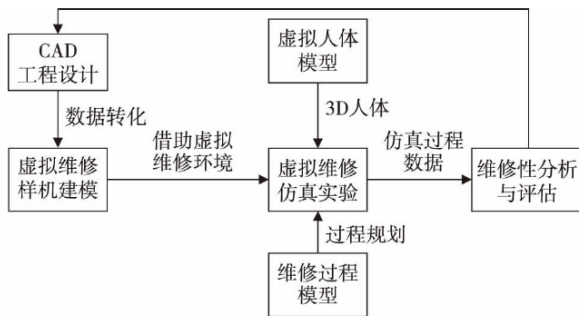 CAD
工程设计
虚拟人体
模型
数据转化
3D人体
借助虚拟
维修环境
仿真过程
数据
虚拟维修
样机建模
虚拟维修
仿真实验
维修性分析
与评估
过程规划
维修过程
模型